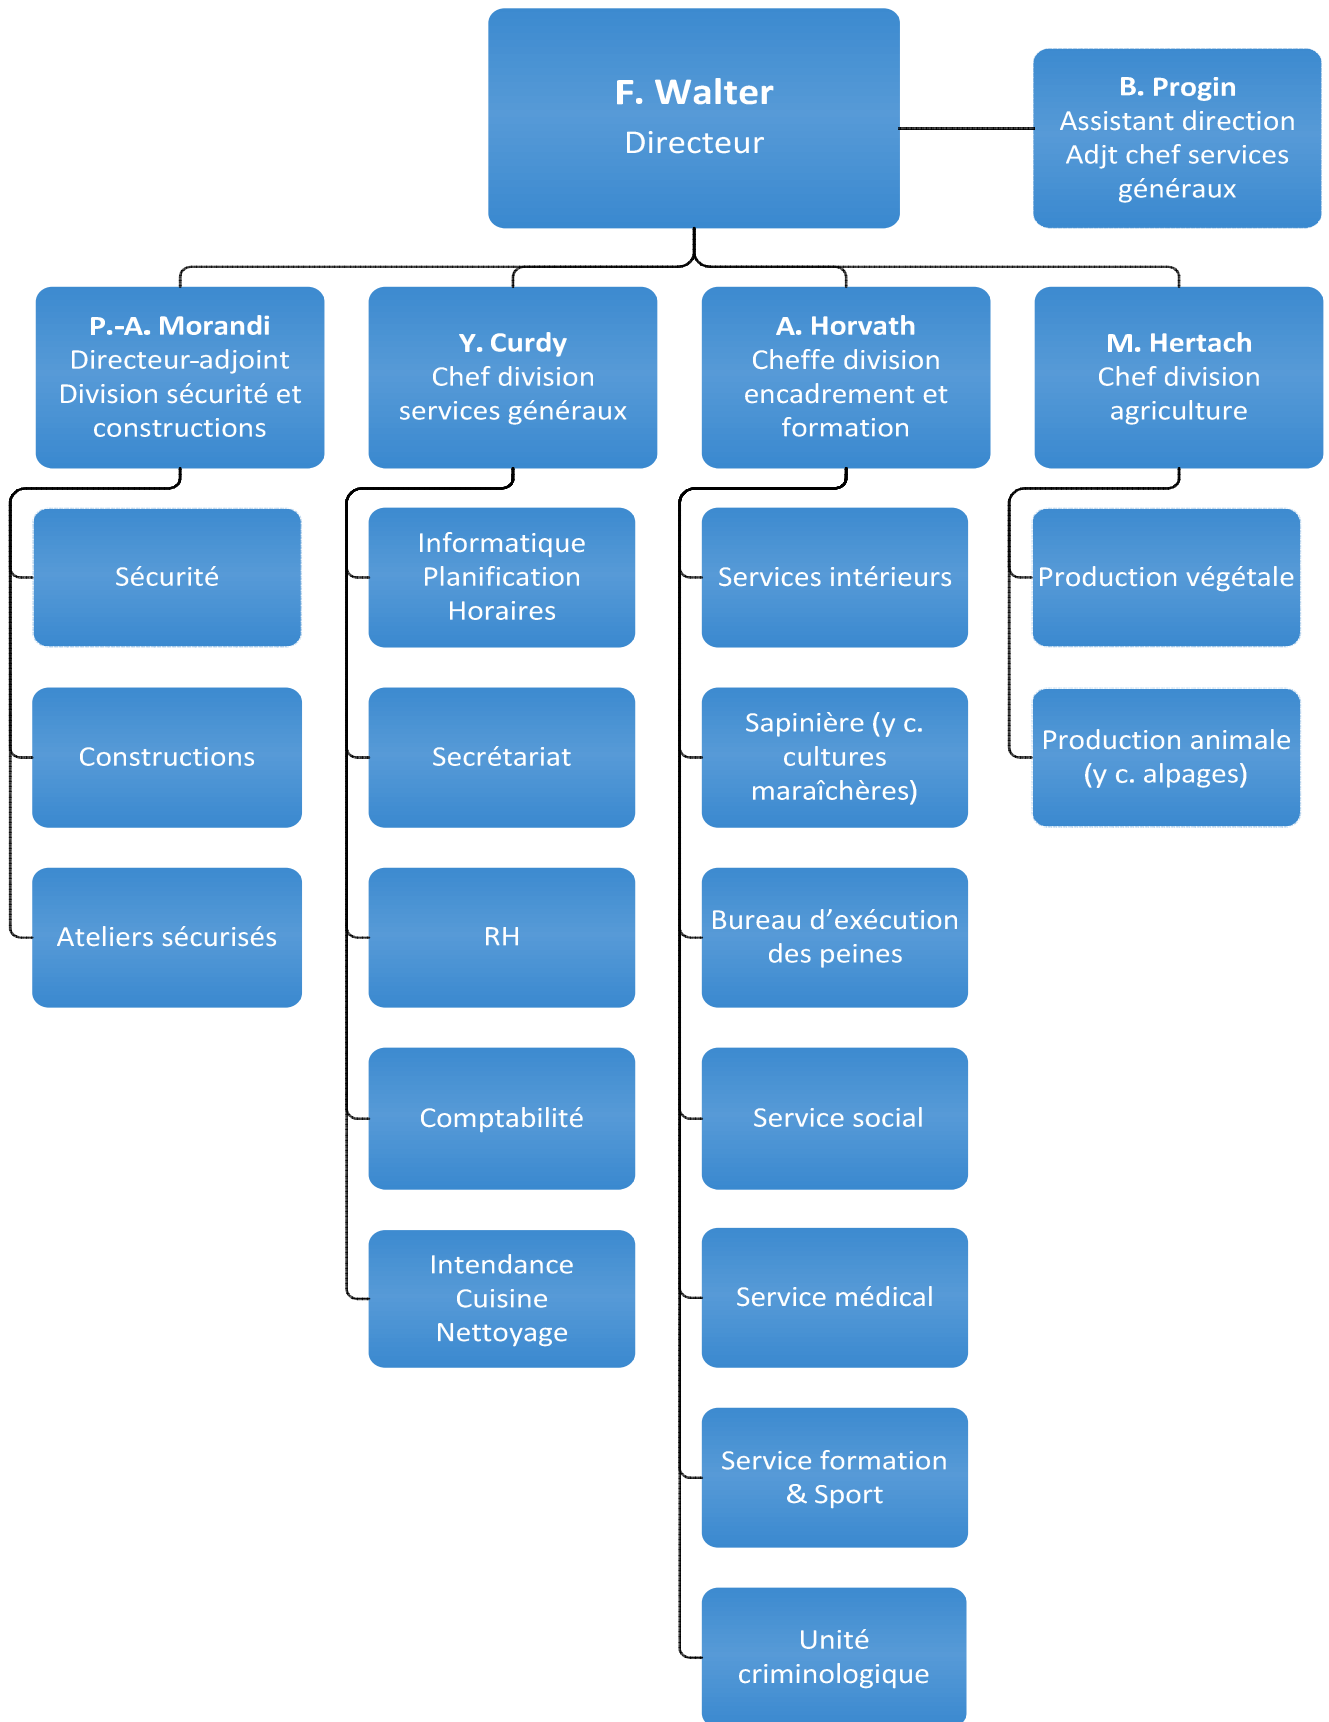 F. Walter
Directeur
B. Progin
Assistant direction
Adjt chef services
généraux
P.-A. Morandi
Directeur-adjoint
Division sécurité et
constructions
Y. Curdy
Chef division
services généraux
A. Horvath
Cheffe division
encadrement et
formation
M. Hertach
Chef division
agriculture
Sécurité
Constructions
Ateliers sécurisés
Informatique
Planification
Horaires
Secrétariat
RH
Comptabilité
Intendance
Cuisine
Nettoyage
Services intérieurs
Sapinière (y c.
cultures
maraîchères)
Bureau d’exécution
des peines
Service social
Service médical
Service formation
& Sport
Unité
criminologique
Production végétale
Production animale
(y c. alpages)